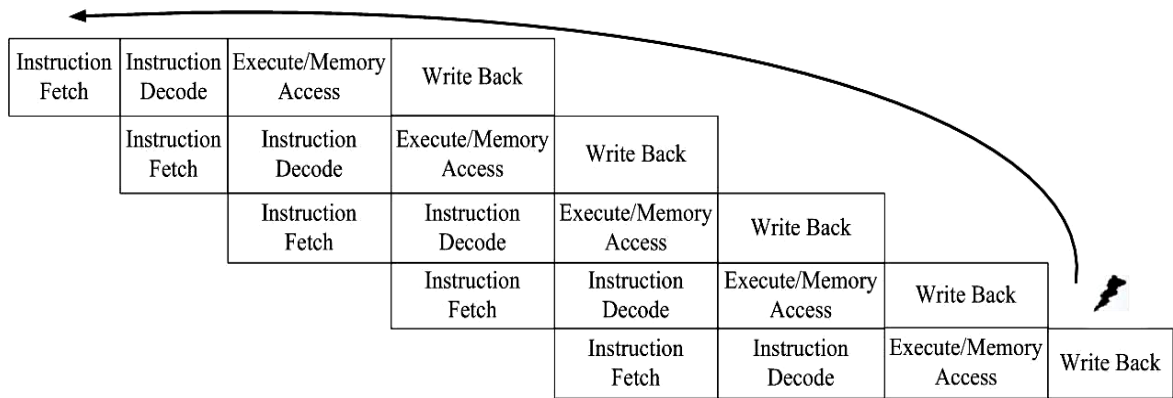 Instruction
Fetch
Instruction
Decode
Execute/Memory
Access
Write Back
Instruction
Fetch
Instruction
Decode
Execute/Memory
Access
Write Back
Instruction
Fetch
Instruction
Decode
Execute/Memory
Access
Write Back
Instruction
Fetch
Instruction
Decode
Execute/Memory
Access
Write Back
Instruction
Fetch
Instruction
Decode
Execute/Memory
Access
Write Back